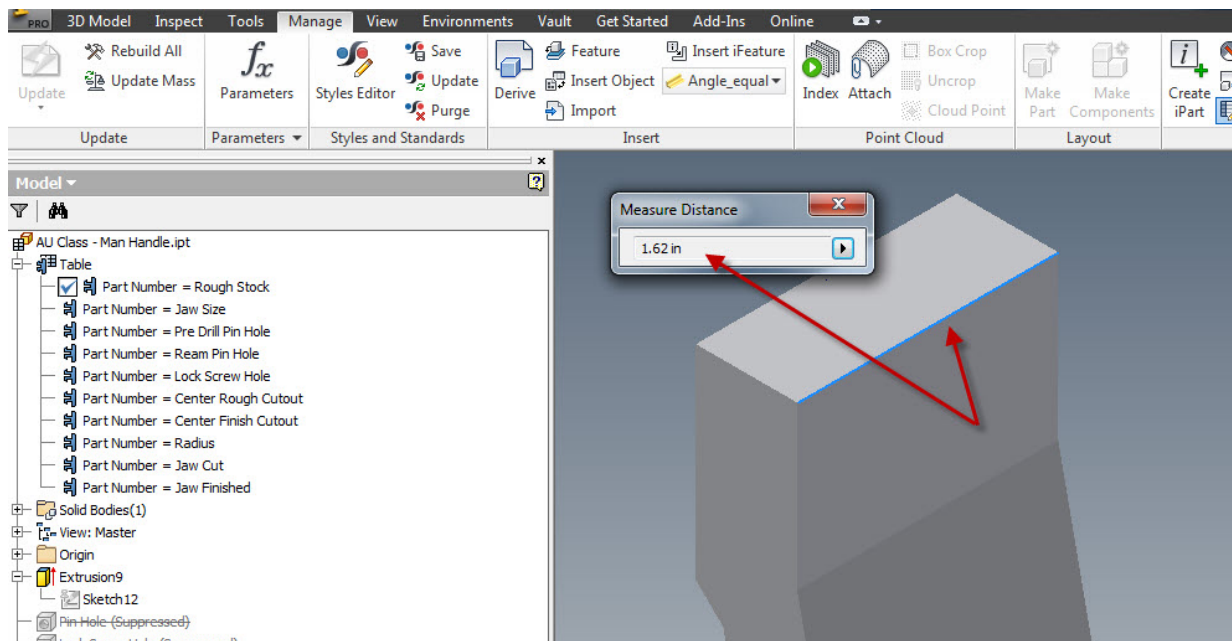 PRO 3D Model Inspect Tools Manage View Environments Vault Get Started Add-Ins Online
Rebuild All
Update Mass
Update
Update
fx
Parameters
Parameters
Styles Editor
Save
Update
Purge
Styles and Standards
Derive
Feature
Insert Object
Import
Insert iFeature
Angle_equal
Insert
Index
Attach
Box Crop
Uncrop
Cloud Point
Point Cloud
Make Part
Make Components
Layout
Create iPart
Model
AU Class - Man Handle.ipt
Table
Part Number = Rough Stock
Part Number = Jaw Size
Part Number = Pre Drill Pin Hole
Part Number = Ream Pin Hole
Part Number = Lock Screw Hole
Part Number = Center Rough Cutout
Part Number = Center Finish Cutout
Part Number = Radius
Part Number = Jaw Cut
Part Number = Jaw Finished
Solid Bodies(1)
View: Master
Origin
Extrusion9
Sketch12
Pin Hole (Suppressed)
Measure Distance
1.62 in